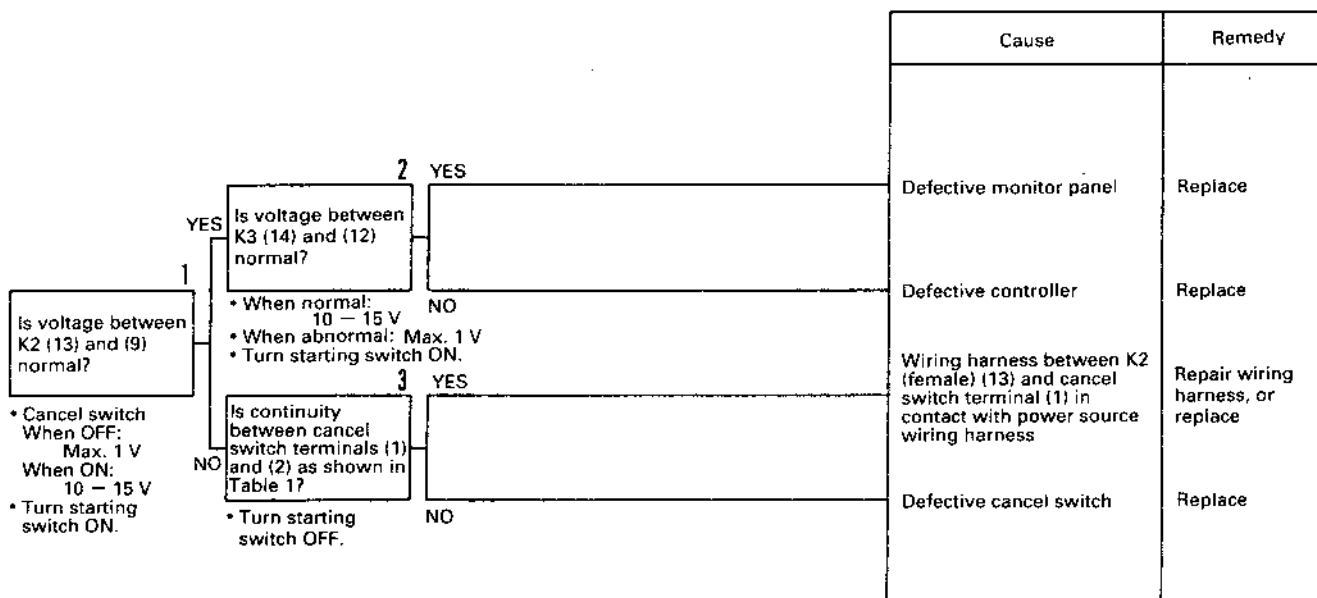 Cause
Remedy
1
Is voltage between
K2 (13) and (9)
normal?
• Cancel switch
When OFF:
Max. 1 V
When ON:
10 – 15 V
• Turn starting
switch ON.
YES
2
Is voltage between
K3 (14) and (12)
normal?
• When normal:
10 – 15 V
• When abnormal: Max. 1 V
• Turn starting switch ON.
YES
Defective monitor panel
Replace
NO
Defective controller
Replace
NO
3
Is continuity
between cancel
switch terminals (1)
and (2) as shown in
Table 1?
• Turn starting
switch OFF.
YES
Wiring harness between K2
(female) (13) and cancel
switch terminal (1) in
contact with power source
wiring harness
Repair wiring
harness, or
replace
NO
Defective cancel switch
Replace